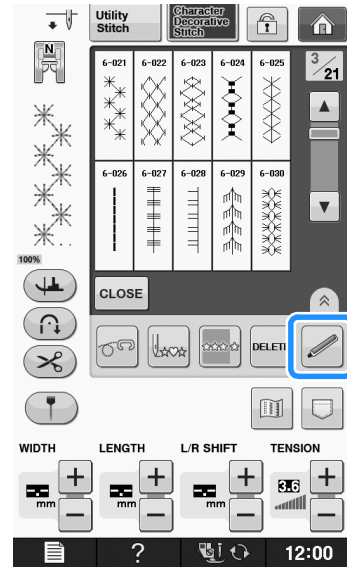 Utility
Stitch
Character
Decorative
Stitch
N
6-021 6-022 6-023 6-024 6-025
3/21
6-026 6-027 6-028 6-029 6-030
100%
CLOSE
DELETE
WIDTH LENGTH L/R SHIFT TENSION
3.6
mm mm mm
? 12:00